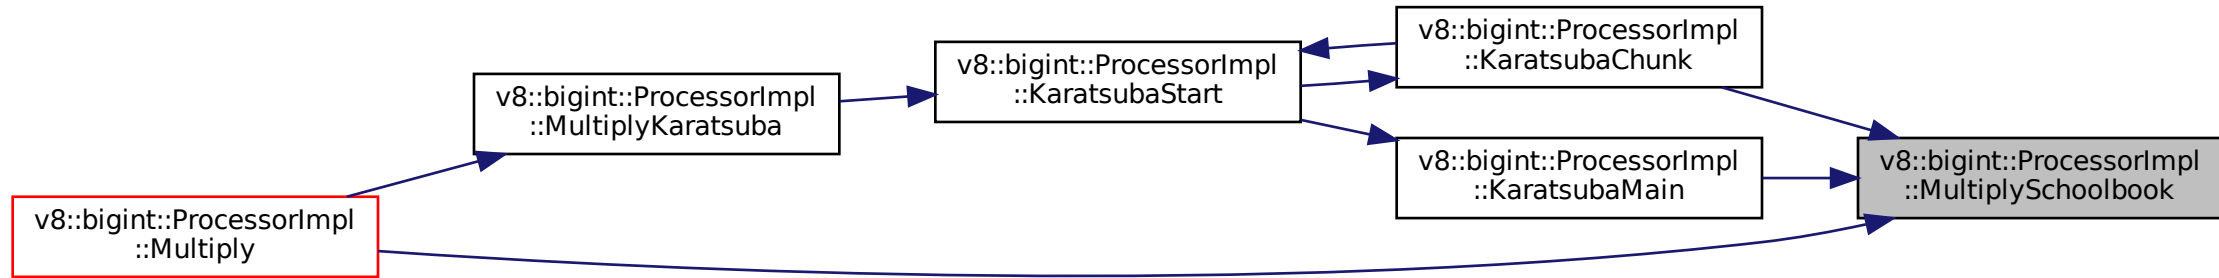 v8::bigint::ProcessorImpl
::Multiply
v8::bigint::ProcessorImpl
::MultiplyKaratsuba
v8::bigint::ProcessorImpl
::KaratsubaStart
v8::bigint::ProcessorImpl
::KaratsubaChunk
v8::bigint::ProcessorImpl
::KaratsubaMain
v8::bigint::ProcessorImpl
::MultiplySchoolbook